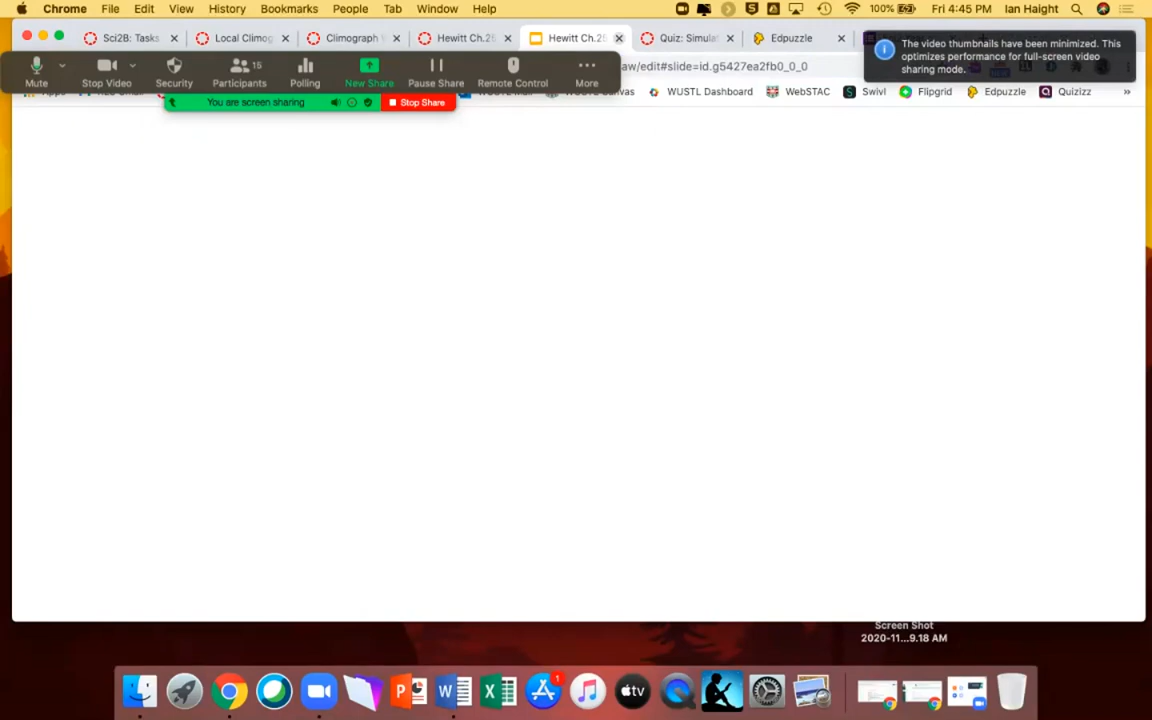 Chrome File Edit View History Bookmarks People Tab Window Help 100% Fri 4:45 PM Ian Haight
Sci2B: Tasks Local Climog Climograph Hewitt Ch.25 Hewitt Ch.25 Quiz: Simula Edpuzzle
The video thumbnails have been minimized. This
optimizes performance for full-screen video
sharing mode.
15
aw/edit#slide=id.g5427ea2fb0_0_0
Mute Stop Video Security Participants Polling New Share Pause Share Remote Control More
WUSTL Dashboard WebSTAC Swivl Flipgrid Edpuzzle Quizizz »
You are screen sharing Stop Share
Screen Shot
2020-11...9.18 AM
1